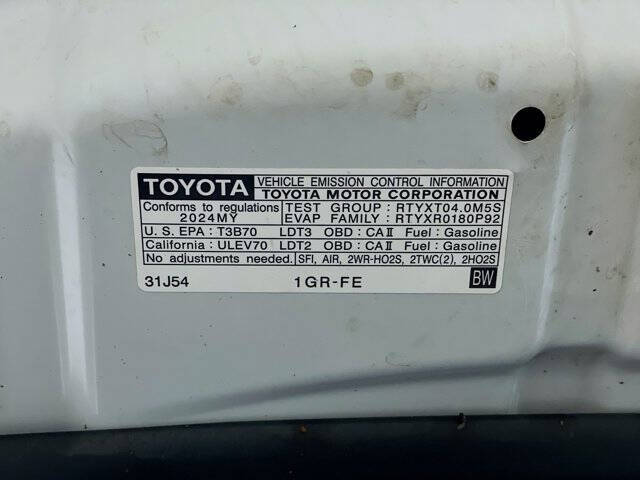 TOYOTA VEHICLE EMISSION CONTROL INFORMATION
TOYOTA MOTOR CORPORATION
Conforms to regulations TEST GROUP : RTYXT04.0M5S
2024MY EVAP FAMILY : RTYXR0180P92
U.S. EPA : T3B70 LDT3 OBD : CAⅡ Fuel : Gasoline
California : ULEV70 LDT2 OBD : CAⅡ Fuel : Gasoline
No adjustments needed. SFI, AIR, 2WR-HO2S, 2TWC(2), 2HO2S
31J54 1GR-FE BW